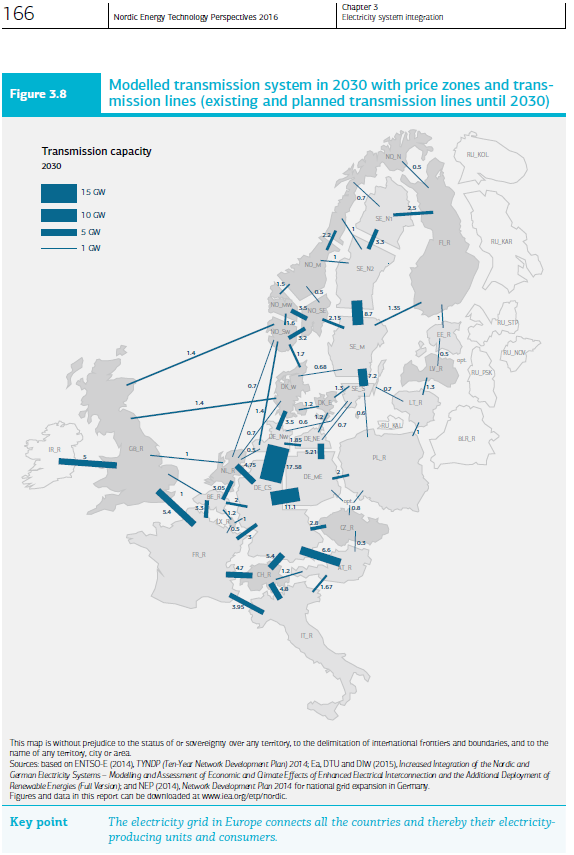 166
Nordic Energy Technology Perspectives 2016
Chapter 3
Electricity system integration
Figure 3.8
Modelled transmission system in 2030 with price zones and trans-
mission lines (existing and planned transmission lines until 2030)
Transmission capacity
2030
15 GW
10 GW
5 GW
1 GW
NO_N
RU_KOL
0.5
0.7
SE_N1
2.5
2.2
1
3.3
FI_R
RU_KAR
NO_M
1
SE_N2
1.5
0.5
NO_MW
3.5
NO_SE
1.6
2.15
8.7
1.35
1
RU_STP
NO_SW
3.2
EE_R
SE_M
1.7
0.5
opt.
RU_NOV
1.4
LV_R
RU_PSK
0.68
7.2
0.7
DK_W
1.3
SE_S
0.7
1.3
1.4
1.2
DK_E
LT_R
1.4
3.5
0.6
1.2
0.7
0.6
RU_KAL
1
0.7
DE_NW
1.85
DE_NE
BLR_R
IE_R
GB_R
0.5
5.21
5
1
NL_R
4.75
17.58
DE_ME
PL_R
2
3.05
DE_CS
1
BE_R
2
11.1
opt.
5.4
3.3
1.2
1
0.8
LX_R
0.5
3
2.8
CZ_R
FR_R
0.3
5.4
6.6
4.7
CH_R
1.2
AT_R
4.8
1.67
3.95
IT_R
This map is without prejudice to the status of or sovereignty over any territory, to the delimitation of international frontiers and boundaries, and to the
name of any territory, city or area.
Sources: based on ENTSO-E (2014), TYNDP (Ten-Year Network Development Plan) 2014; Ea, DTU and DIW (2015), Increased Integration of the Nordic and
German Electricity Systems – Modelling and Assessment of Economic and Climate Effects of Enhanced Electrical Interconnection and the Additional Deployment of
Renewable Energies (Full Version); and NEP (2014), Network Development Plan 2014 for national grid expansion in Germany.
Figures and data in this report can be downloaded at www.iea.org/etp/nordic.
Key point
The electricity grid in Europe connects all the countries and thereby their electricity-
producing units and consumers.